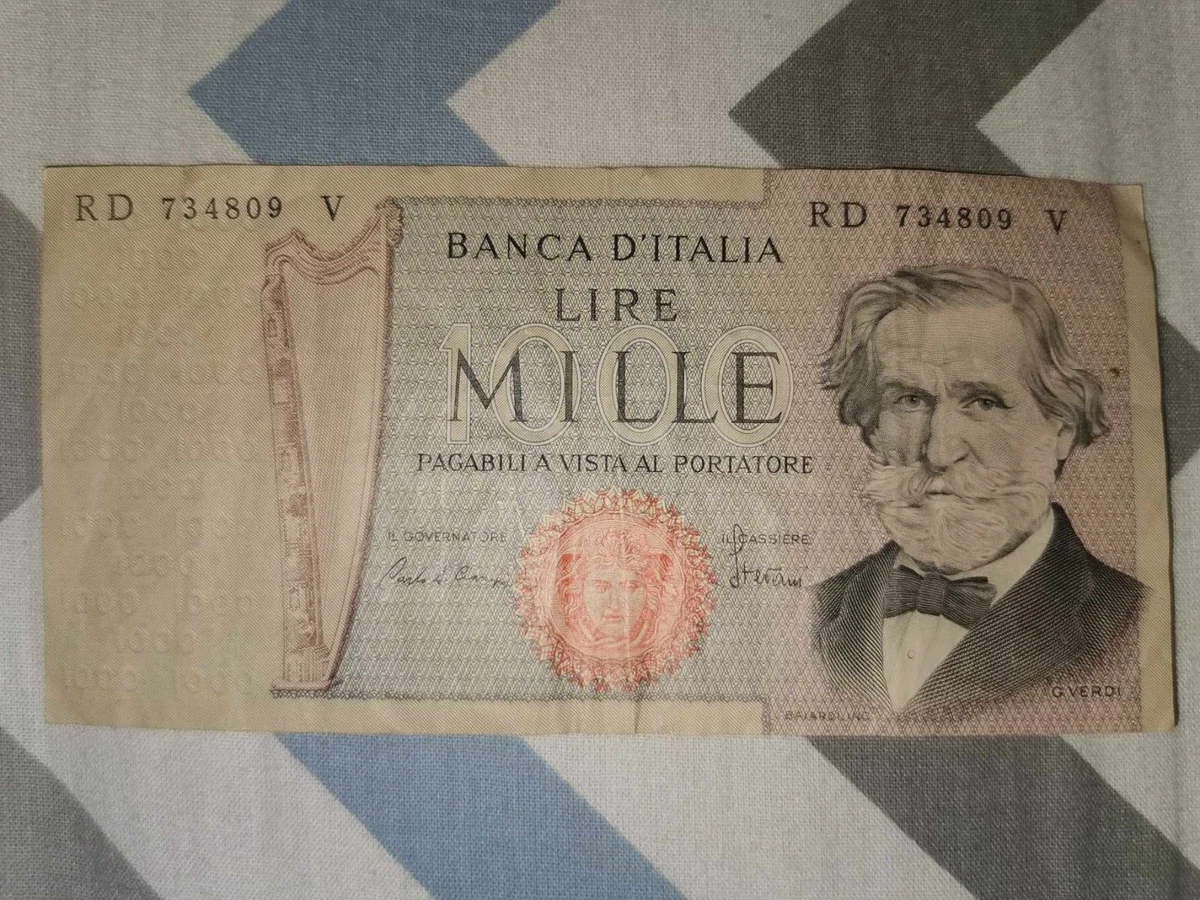 RD 734809 V
RD 734809 V
BANCA D'ITALIA
LIRE
1000
MILLE
PAGABILI A VISTA AL PORTATORE
IL GOVERNATORE
IL CASSIERE
G.VERDI